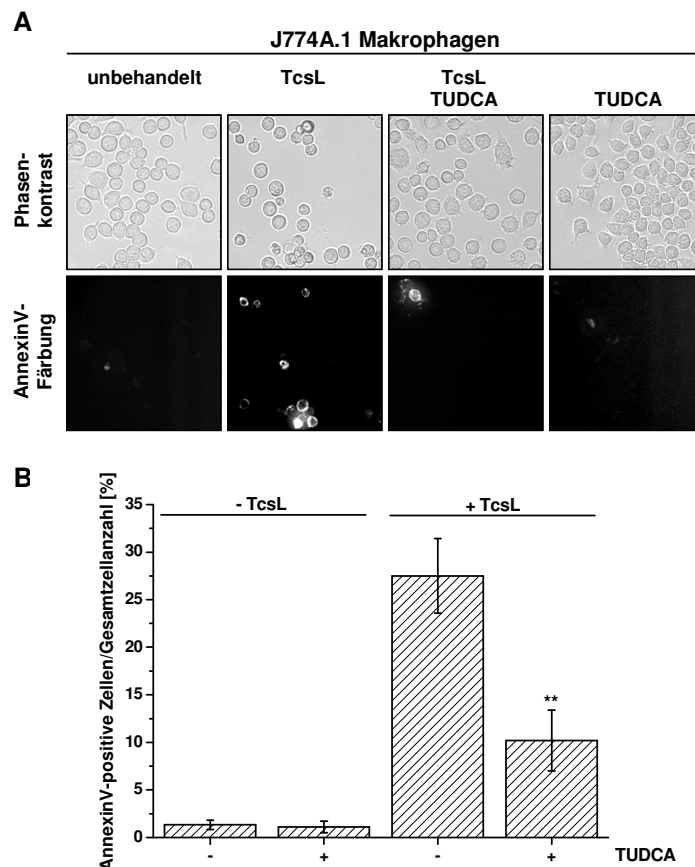 A
J774A.1 Makrophagen
unbehandelt TcsL TcsL TUDCA
TUDCA
Phasen-
kontrast
AnnexinV-
Färbung
B
AnnexinV-positive Zellen/Gesamtzellanzahl [%]
- TcsL + TcsL
35
30
25
20
15
10
5
0
**
- + - + TUDCA